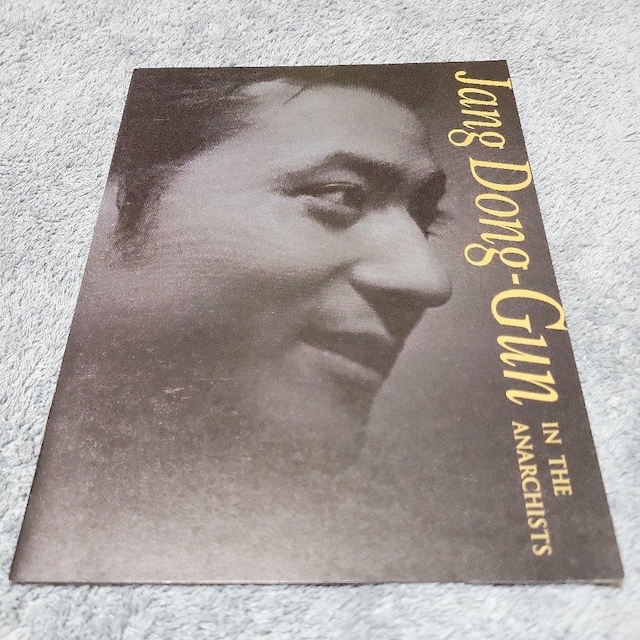 Jang Dong-Gun
IN THE
ANARCHISTS